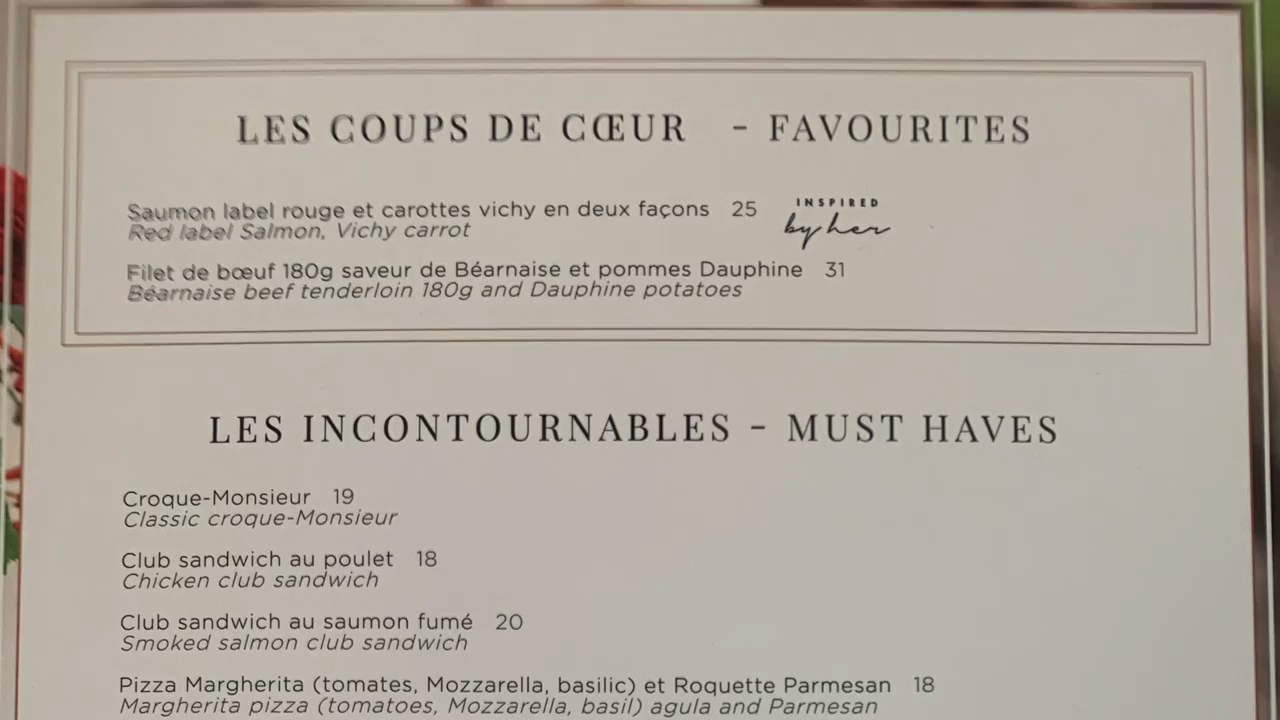 LES COUPS DE CŒUR - FAVOURITES
Saumon label rouge et carottes vichy en deux façons 25
INSPIRED
by her
Red label Salmon, Vichy carrot
Filet de bœuf 180g saveur de Béarnaise et pommes Dauphine 31
Béarnaise beef tenderloin 180g and Dauphine potatoes
LES INCONTOURNABLES - MUST HAVES
Croque-Monsieur 19
Classic croque-Monsieur
Club sandwich au poulet 18
Chicken club sandwich
Club sandwich au saumon fumé 20
Smoked salmon club sandwich
Pizza Margherita (tomates, Mozzarella, basilic) et Roquette Parmesan 18
Margherita pizza (tomatoes, Mozzarella, basil) agula and Parmesan